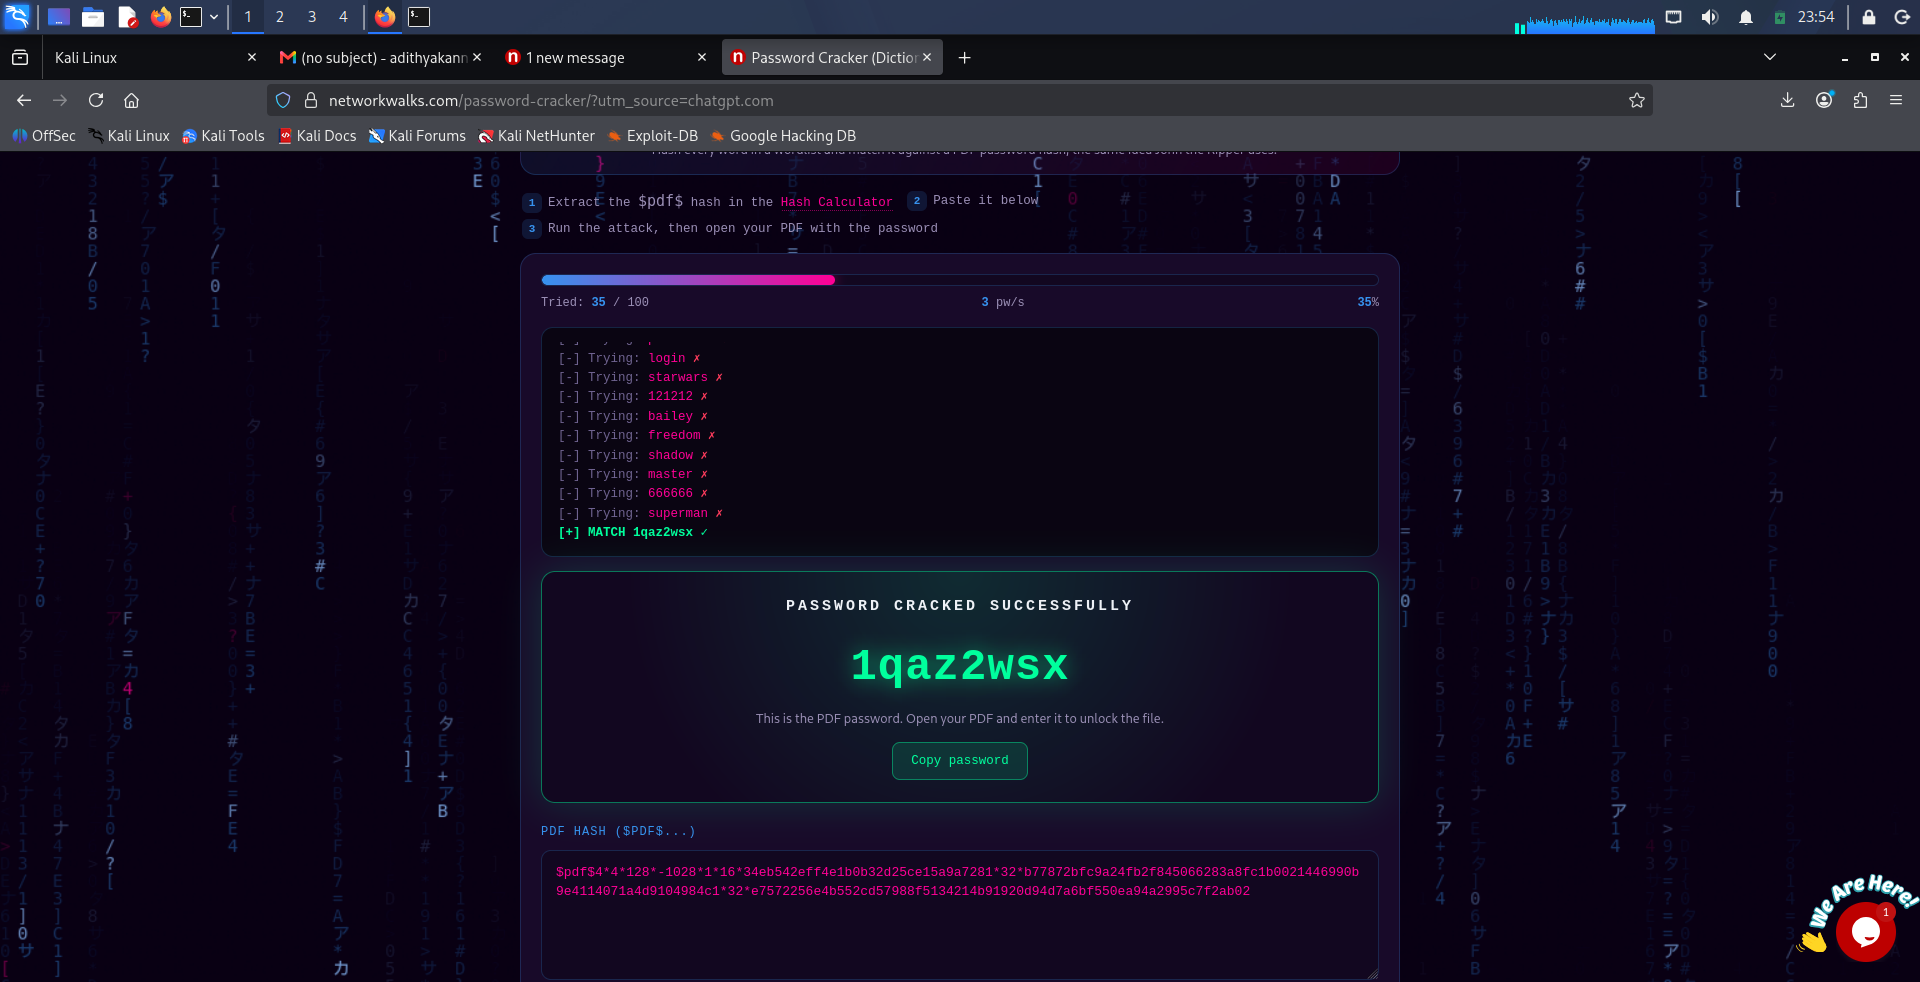 1 2 3 4 23:54
Kali Linux
(no subject) - adithyakann
1 new message
Password Cracker (Diction
networkwalks.com/password-cracker/?utm_source=chatgpt.com
OffSec Kali Linux Kali Tools Kali Docs Kali Forums Kali NetHunter Exploit-DB Google Hacking DB
1 Extract the $pdf$ hash in the Hash Calculator 2 Paste it below
3 Run the attack, then open your PDF with the password
Tried: 35 / 100 3 pw/s 35%
[-] Trying: login ✗
[-] Trying: starwars ✗
[-] Trying: 121212 ✗
[-] Trying: bailey ✗
[-] Trying: freedom ✗
[-] Trying: shadow ✗
[-] Trying: master ✗
[-] Trying: 666666 ✗
[-] Trying: superman ✗
[+] MATCH 1qaz2wsx ✓
PASSWORD CRACKED SUCCESSFULLY
1qaz2wsx
This is the PDF password. Open your PDF and enter it to unlock the file.
Copy password
PDF HASH ($PDF$...)
$pdf$4*4*128*-1028*1*16*34eb542eff4e1b0b32d25ce15a9a7281*32*b77872bfc9a24fb2f845066283a8fc1b0021446990b
9e4114071a4d9104984c1*32*e7572256e4b552cd57988f5134214b91920d94d7a6bf550ea94a2995c7f2ab02
We Are Here!
1